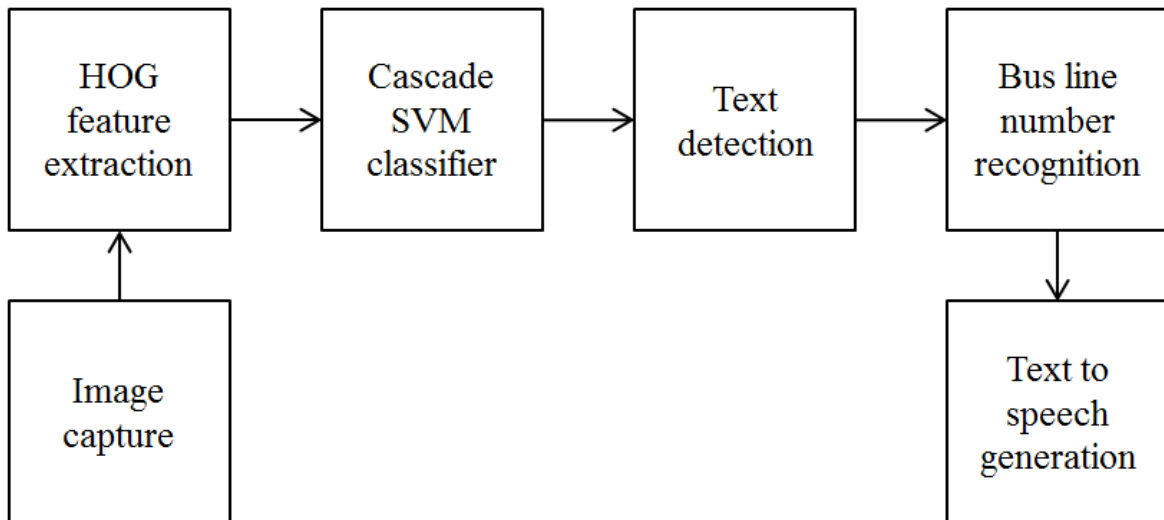 HOG
feature
extraction
Cascade
SVM
classifier
Text
detection
Bus line
number
recognition
Image
capture
Text to
speech
generation